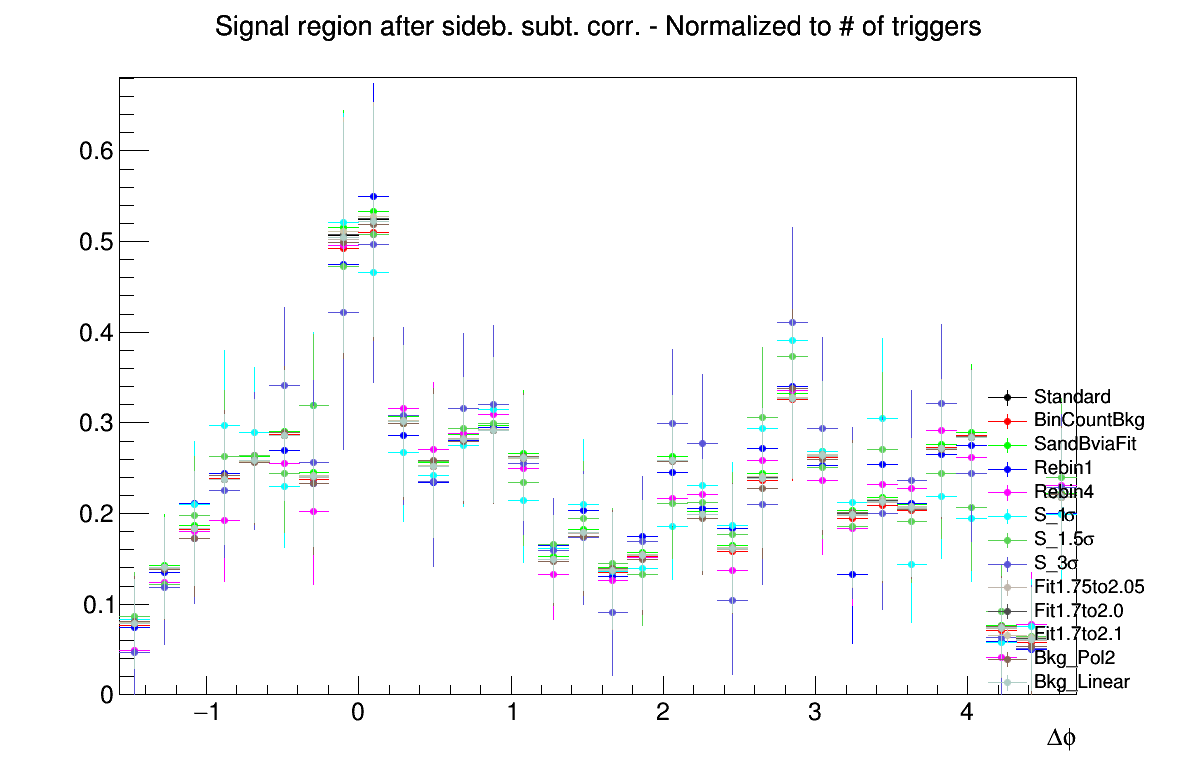 Signal region after sideb. subt. corr. - Normalized to # of triggers
0.6
0.5
0.4
0.3
0.2
0.1
0
−1
0
1
2
3
4
Δϕ
Standard
BinCountBkg
SandBviaFit
Rebin1
Rebin4
S_1σ
S_1.5σ
S_3σ
Fit1.75to2.05
Fit1.7to2.0
Fit1.7to2.1
Bkg_Pol2
Bkg_Linear